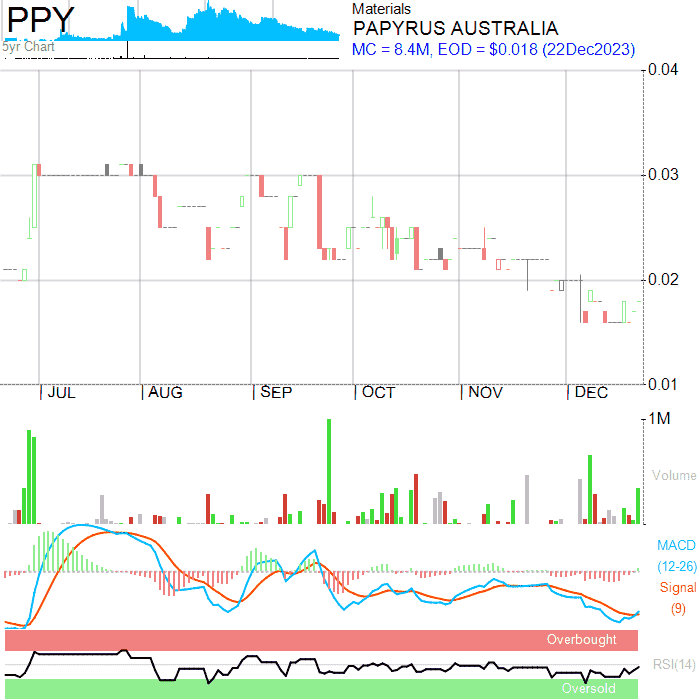 PPY
5yr Chart
Materials
PAPYRUS AUSTRALIA
MC = 8.4M, EOD = $0.018 (22Dec2023)
0.04
0.03
0.02
0.01
JUL AUG SEP OCT NOV DEC
1M
Volume
MACD
(12-26)
Signal
(9)
Overbought
RSI(14)
Oversold